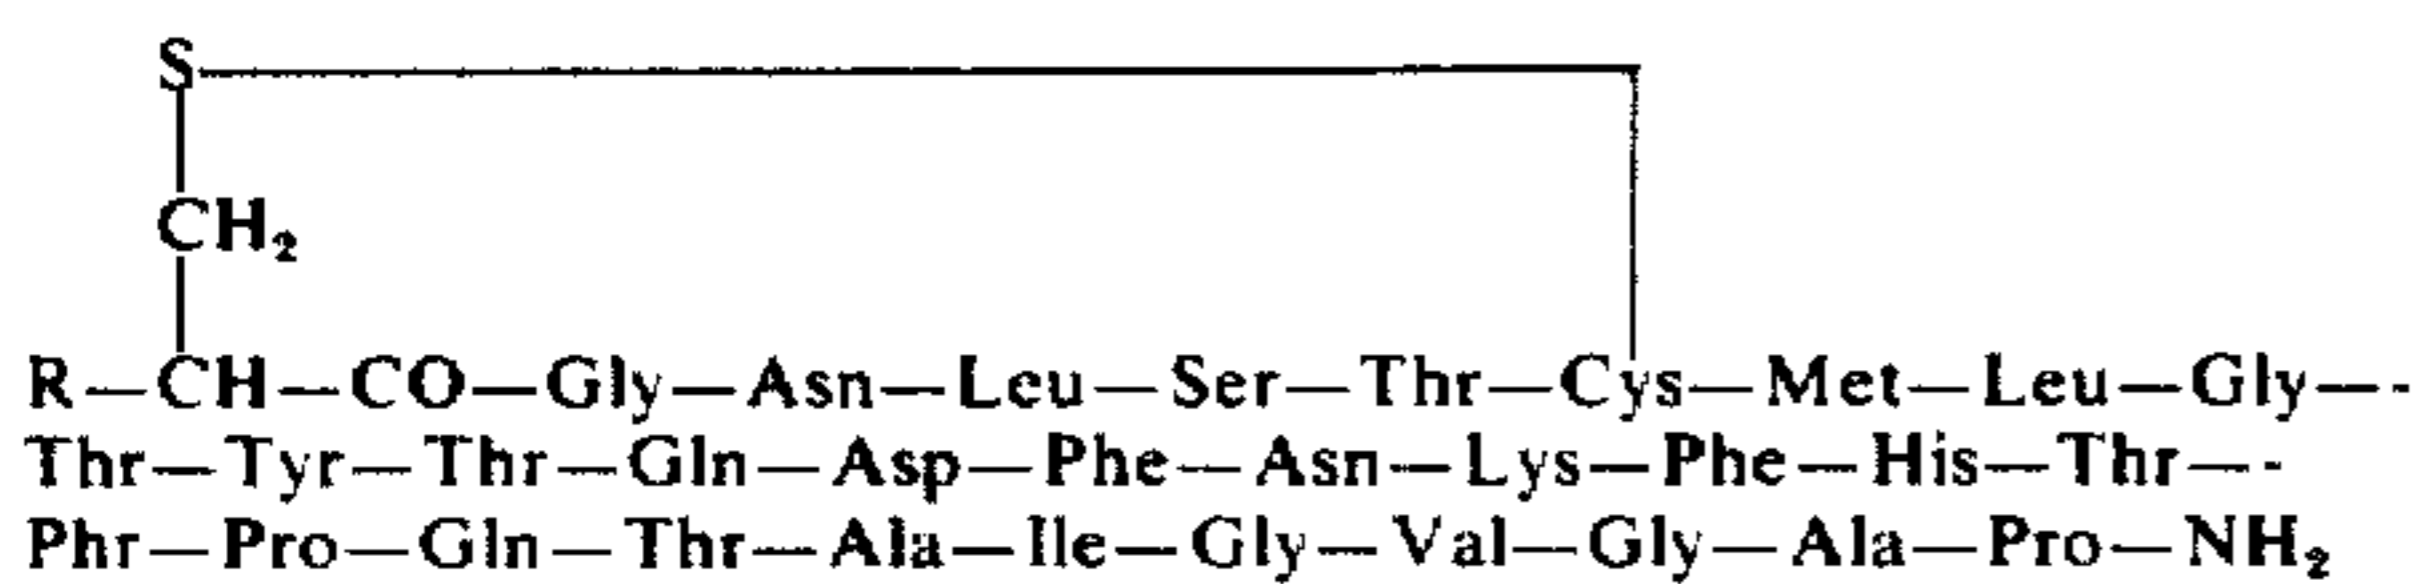 S
CH₂
R—CH—CO—Gly—Asn—Leu—Ser—Thr—Cys—Met—Leu—Gly—-
Thr—Tyr—Thr—Gln—Asp—Phe—Asn—Lys—Phe—His—Thr—-
Phr—Pro—Gln—Thr—Ala—Ile—Gly—Val—Gly—Ala—Pro—NH₂